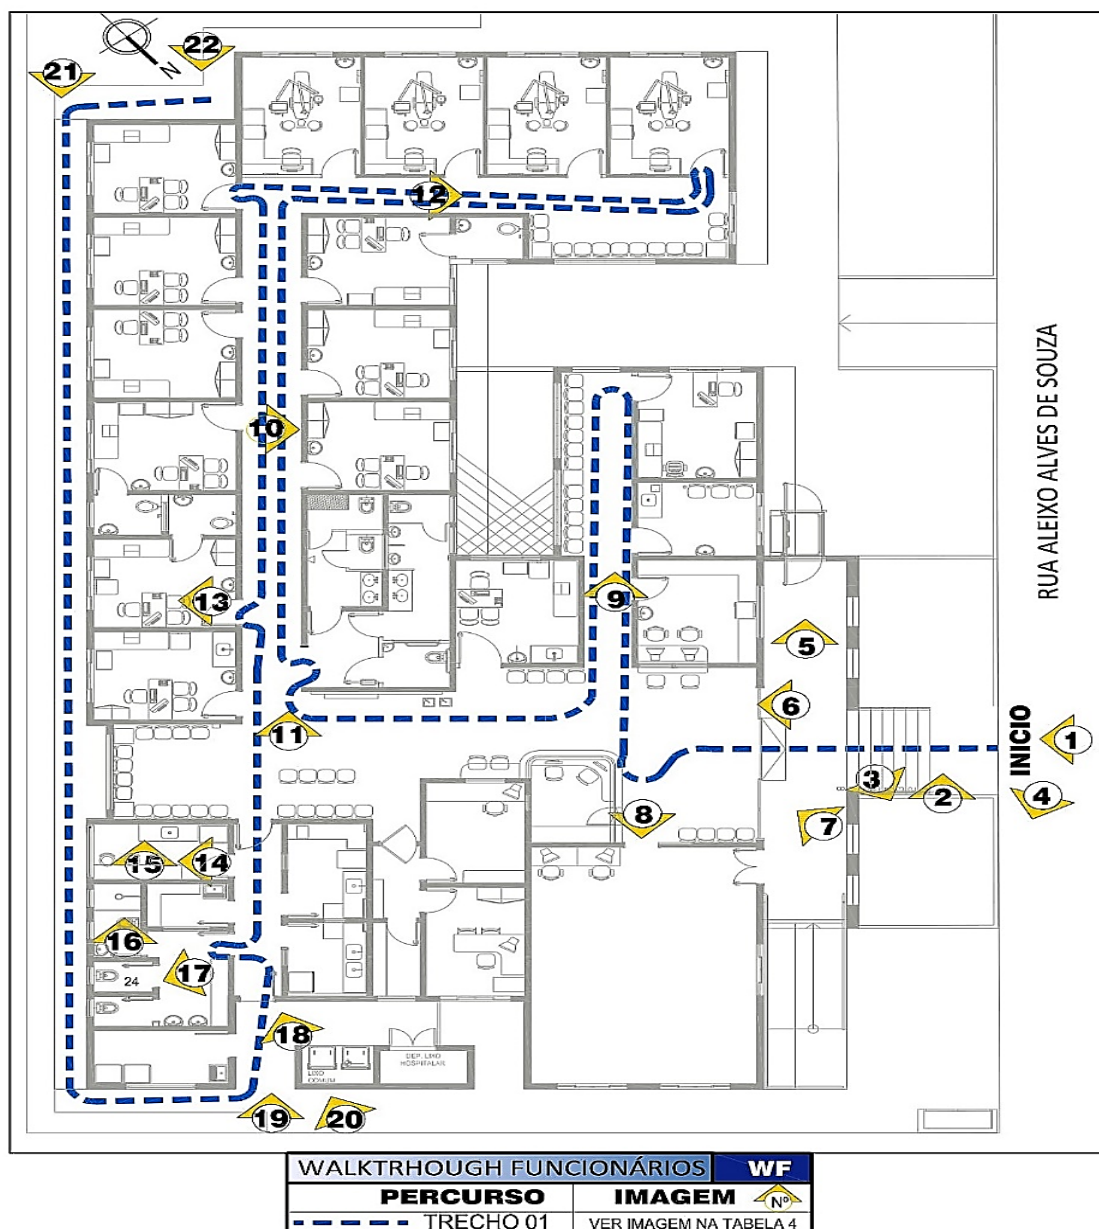 22
21
N
12
10
RUA ALEIXO ALVES DE SOUZA
13
9
5
6
11
INICIO
1
3
2
4
8
7
15
14
16
17
24
18
LIXO
COMUM
DEP. LIXO
HOSPITALAR
19
20
WALKTRHOUGH FUNCIONÁRIOS WF
PERCURSO IMAGEM Nº
TRECHO 01 VER IMAGEM NA TABELA 4